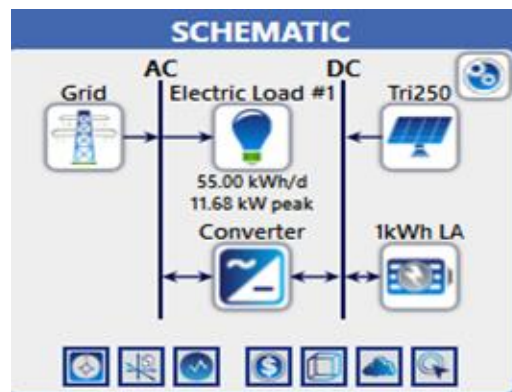 SCHEMATIC
AC DC
Grid Electric Load #1 Tri250
55.00 kWh/d
11.68 kW peak
Converter 1kWh LA